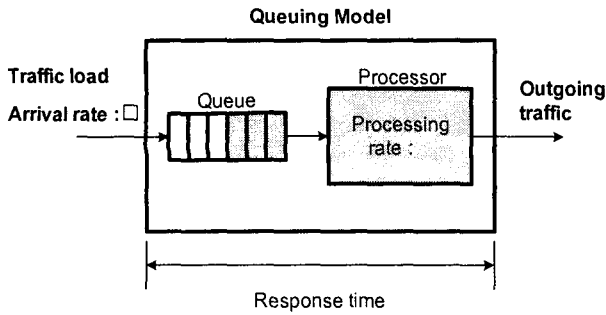 Queuing Model
Traffic load
Arrival rate : □
Queue
Processor
Processing
rate :
Outgoing
traffic
Response time